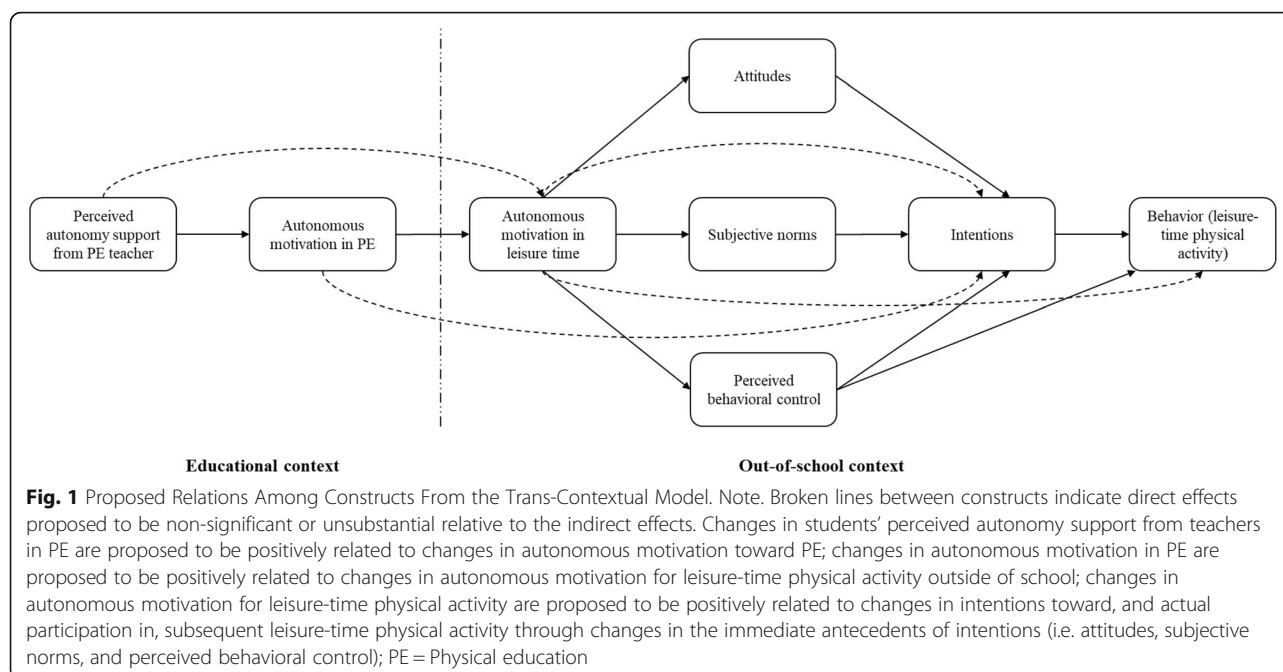 Attitudes
Perceived
autonomy support
from PE teacher
Autonomous
motivation in PE
Autonomous
motivation in
leisure time
Subjective norms
Intentions
Behavior (leisure-
time physical
activity)
Perceived
behavioral control
Educational context
Out-of-school context
Fig. 1 Proposed Relations Among Constructs From the Trans-Contextual Model. Note. Broken lines between constructs indicate direct effects
proposed to be non-significant or unsubstantial relative to the indirect effects. Changes in students’ perceived autonomy support from teachers
in PE are proposed to be positively related to changes in autonomous motivation toward PE; changes in autonomous motivation in PE are
proposed to be positively related to changes in autonomous motivation for leisure-time physical activity outside of school; changes in
autonomous motivation for leisure-time physical activity are proposed to be positively related to changes in intentions toward, and actual
participation in, subsequent leisure-time physical activity through changes in the immediate antecedents of intentions (i.e. attitudes, subjective
norms, and perceived behavioral control); PE = Physical education